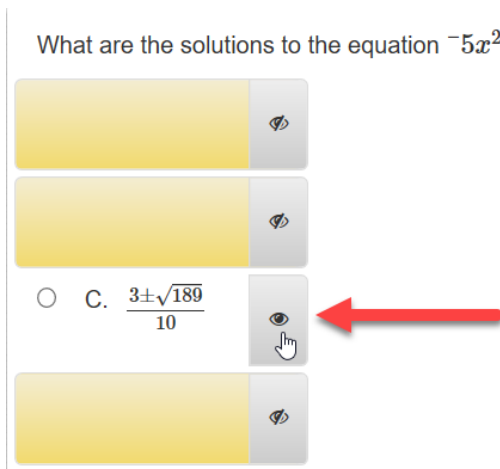 What are the solutions to the equation ⁻5x²
C. 3±√189/10